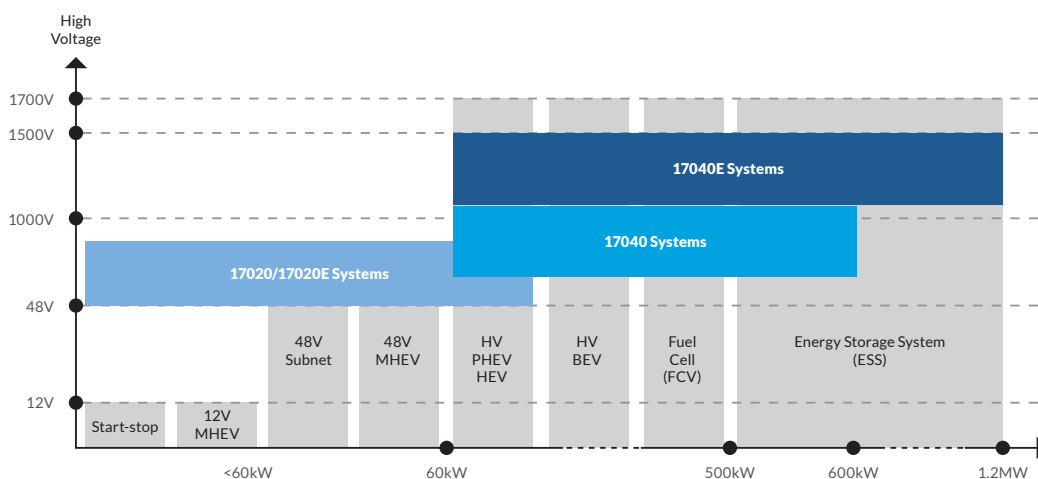 High
Voltage
1700V
1500V
17040E Systems
1000V
17040 Systems
17020/17020E Systems
48V
48V
Subnet
48V
MHEV
HV
PHEV
HEV
HV
BEV
Fuel
Cell
(FCV)
Energy Storage System
(ESS)
12V
Start-stop
12V
MHEV
<60kW
60kW
500kW
600kW
1.2MW